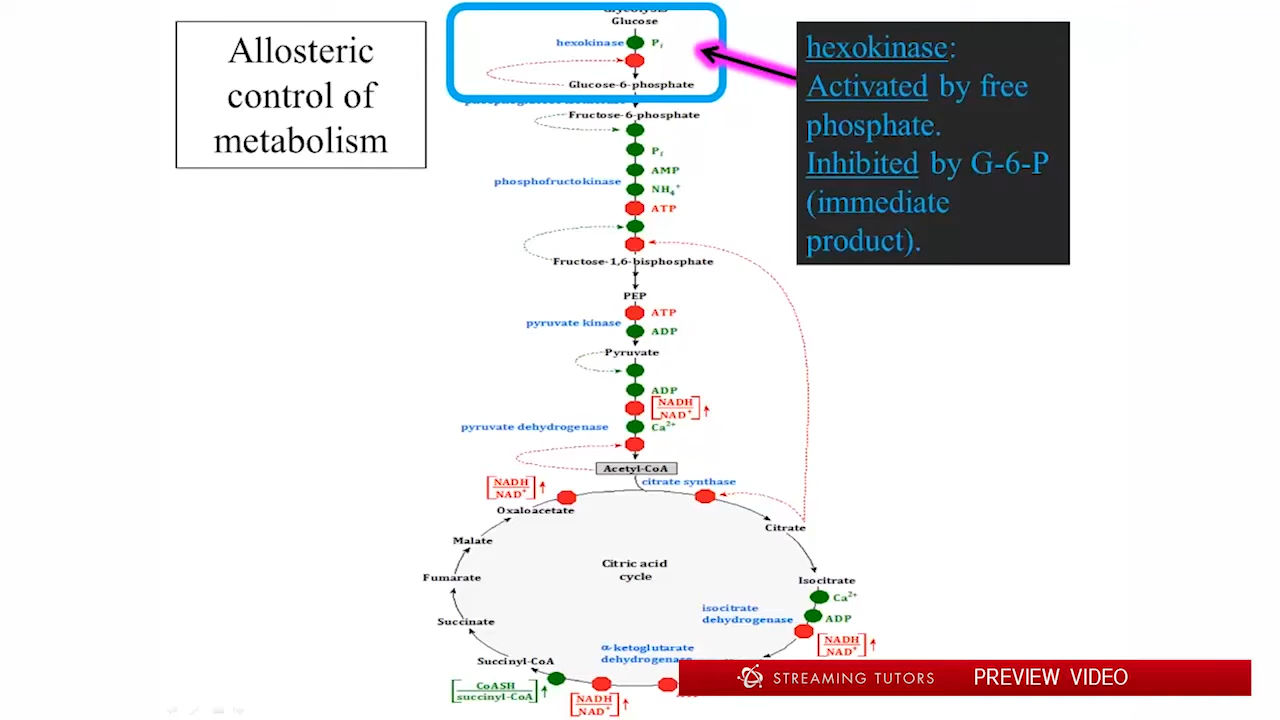 Allosteric
control of
metabolism
Glycolysis
Glucose
hexokinase
Pi
Glucose-6-phosphate
Fructose-6-phosphate
Pi
AMP
phosphofructokinase
NH4+
ATP
Fructose-1,6-bisphosphate
PEP
ATP
pyruvate kinase
ADP
Pyruvate
ADP
[NADH
NAD+]
pyruvate dehydrogenase
Ca2+
Acetyl-CoA
citrate synthase
[NADH
NAD+]
Oxaloacetate
Citrate
Malate
Citric acid
cycle
Fumarate
Isocitrate
Ca2+
isocitrate
dehydrogenase
ADP
Succinate
[NADH
NAD+]
α-ketoglutarate
dehydrogenase
Succinyl-CoA
[CoASH
succinyl-CoA]
[NADH
NAD+]
hexokinase:
Activated by free
phosphate.
Inhibited by G-6-P
(immediate
product).
STREAMING TUTORS PREVIEW VIDEO